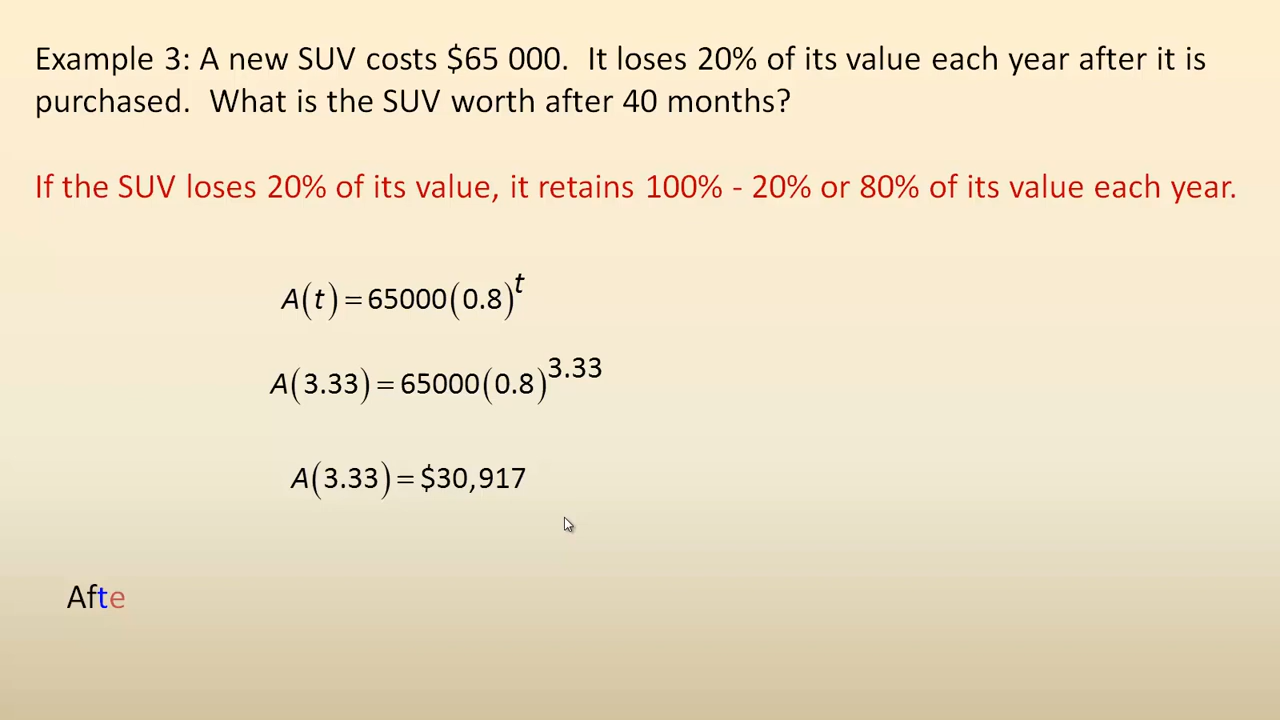 Example 3: A new SUV costs $65 000.  It loses 20% of its value each year after it is
purchased.  What is the SUV worth after 40 months?
If the SUV loses 20% of its value, it retains 100% - 20% or 80% of its value each year.
A(t) = 65000(0.8)^t
A(3.33) = 65000(0.8)^3.33
A(3.33) = $30,917
Afte